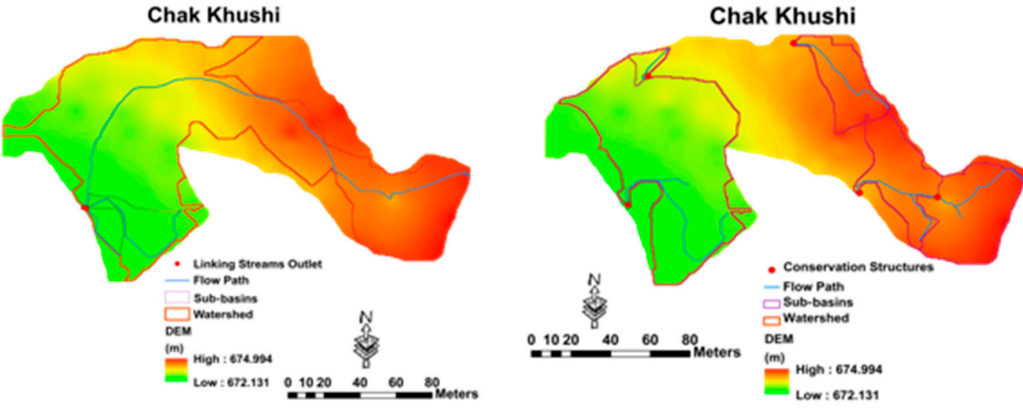 Chak Khushi
Linking Streams Outlet
Flow Path
Sub-basins
Watershed
DEM
(m)
High : 674.994
Low : 672.131
N
0 10 20 40 60 80
Meters
Chak Khushi
Conservation Structures
Flow Path
Sub-basins
Watershed
DEM
(m)
High : 674.994
Low : 672.131
N
0 10 20 40 60 80
Meters